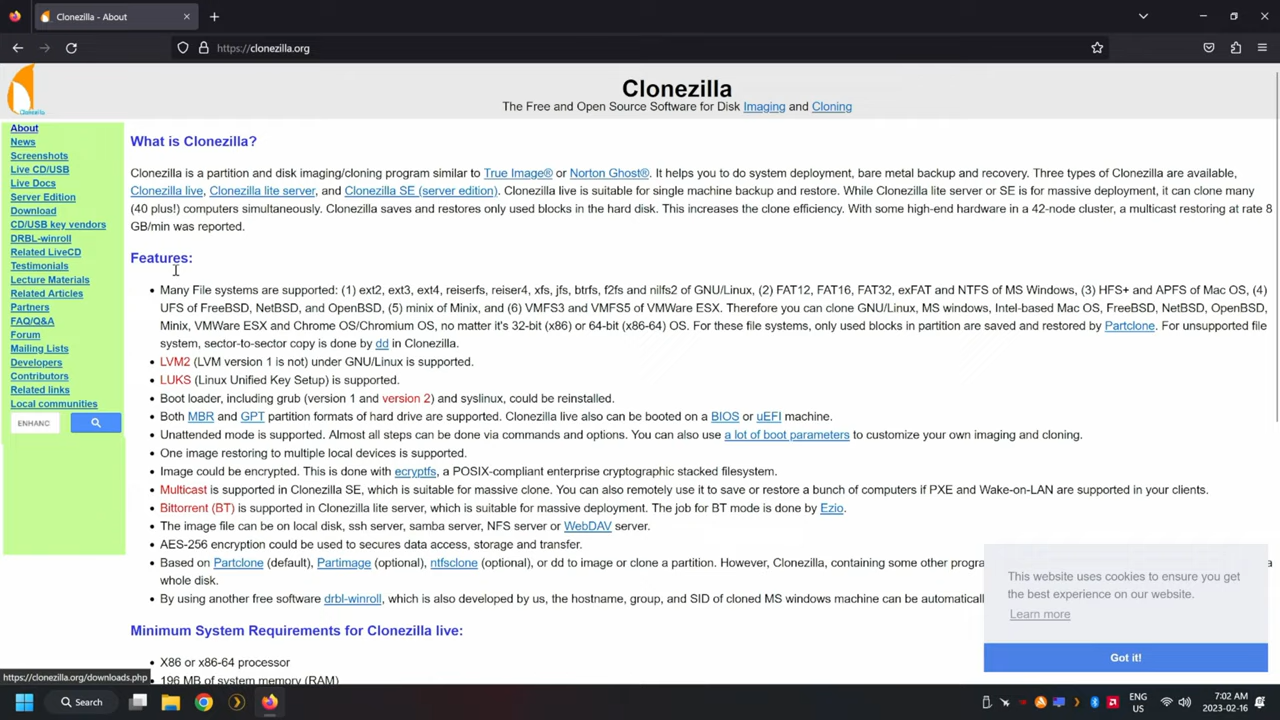 Clonezilla - About
https://clonezilla.org
Clonezilla
The Free and Open Source Software for Disk Imaging and Cloning
Clonezilla
About
News
Screenshots
Live CD/USB
Live Docs
Server Edition
Download
CD/USB key vendors
DRBL-winroll
Related LiveCD
Testimonials
Lecture Materials
Related Articles
Partners
FAQ/Q&A
Forum
Mailing Lists
Developers
Contributors
Related links
Local communities
ENHANC
What is Clonezilla?
Clonezilla is a partition and disk imaging/cloning program similar to True Image® or Norton Ghost®. It helps you to do system deployment, bare metal backup and recovery. Three types of Clonezilla are available,
Clonezilla live, Clonezilla lite server, and Clonezilla SE (server edition). Clonezilla live is suitable for single machine backup and restore. While Clonezilla lite server or SE is for massive deployment, it can clone many
(40 plus!) computers simultaneously. Clonezilla saves and restores only used blocks in the hard disk. This increases the clone efficiency. With some high-end hardware in a 42-node cluster, a multicast restoring at rate 8
GB/min was reported.
Features:
• Many File systems are supported: (1) ext2, ext3, ext4, reiserfs, reiser4, xfs, jfs, btrfs, f2fs and nilfs2 of GNU/Linux, (2) FAT12, FAT16, FAT32, exFAT and NTFS of MS Windows, (3) HFS+ and APFS of Mac OS, (4)
UFS of FreeBSD, NetBSD, and OpenBSD, (5) minix of Minix, and (6) VMFS3 and VMFS5 of VMWare ESX. Therefore you can clone GNU/Linux, MS windows, Intel-based Mac OS, FreeBSD, NetBSD, OpenBSD,
Minix, VMWare ESX and Chrome OS/Chromium OS, no matter it's 32-bit (x86) or 64-bit (x86-64) OS. For these file systems, only used blocks in partition are saved and restored by Partclone. For unsupported file
system, sector-to-sector copy is done by dd in Clonezilla.
• LVM2 (LVM version 1 is not) under GNU/Linux is supported.
• LUKS (Linux Unified Key Setup) is supported.
• Boot loader, including grub (version 1 and version 2) and syslinux, could be reinstalled.
• Both MBR and GPT partition formats of hard drive are supported. Clonezilla live also can be booted on a BIOS or uEFI machine.
• Unattended mode is supported. Almost all steps can be done via commands and options. You can also use a lot of boot parameters to customize your own imaging and cloning.
• One image restoring to multiple local devices is supported.
• Image could be encrypted. This is done with ecryptfs, a POSIX-compliant enterprise cryptographic stacked filesystem.
• Multicast is supported in Clonezilla SE, which is suitable for massive clone. You can also remotely use it to save or restore a bunch of computers if PXE and Wake-on-LAN are supported in your clients.
• Bittorrent (BT) is supported in Clonezilla lite server, which is suitable for massive deployment. The job for BT mode is done by Ezio.
• The image file can be on local disk, ssh server, samba server, NFS server or WebDAV server.
• AES-256 encryption could be used to secures data access, storage and transfer.
• Based on Partclone (default), Partimage (optional), ntfsclone (optional), or dd to image or clone a partition. However, Clonezilla, containing some other progra
whole disk.
• By using another free software drbl-winroll, which is also developed by us, the hostname, group, and SID of cloned MS windows machine can be automaticall
Minimum System Requirements for Clonezilla live:
• X86 or x86-64 processor
• 196 MB of system memory (RAM)
This website uses cookies to ensure you get
the best experience on our website.
Learn more
Got it!
https://clonezilla.org/downloads.php
Search
ENG
US
7:02 AM
2023-02-16